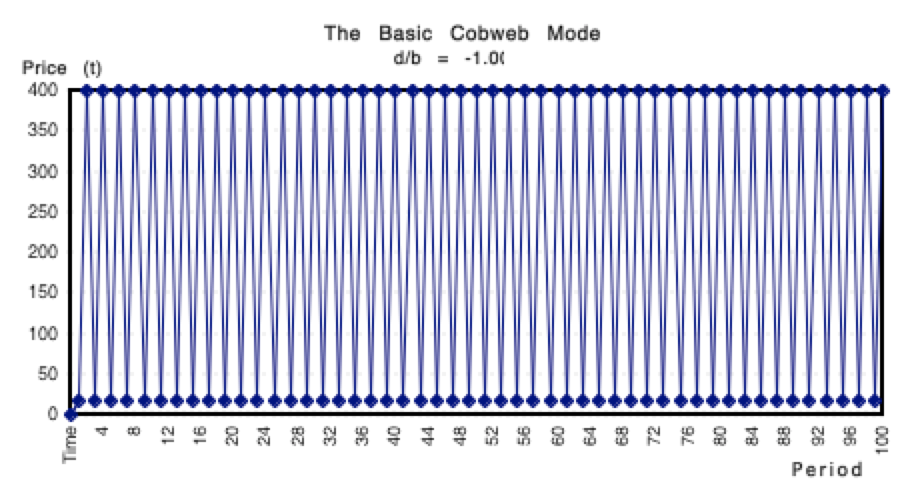 The Basic Cobweb Mode
d/b = -1.0(
Price (t)
400
350
300
250
200
150
100
50
0
Time 4 8 12 16 20 24 28 32 36 40 44 48 52 56 60 64 68 72 76 80 84 88 92 96 100
Period